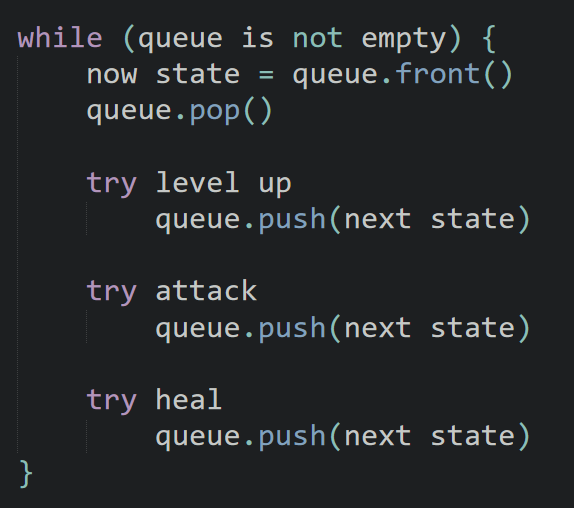 while (queue is not empty) {
now state = queue.front()
queue.pop()
try level up
queue.push(next state)
try attack
queue.push(next state)
try heal
queue.push(next state)
}